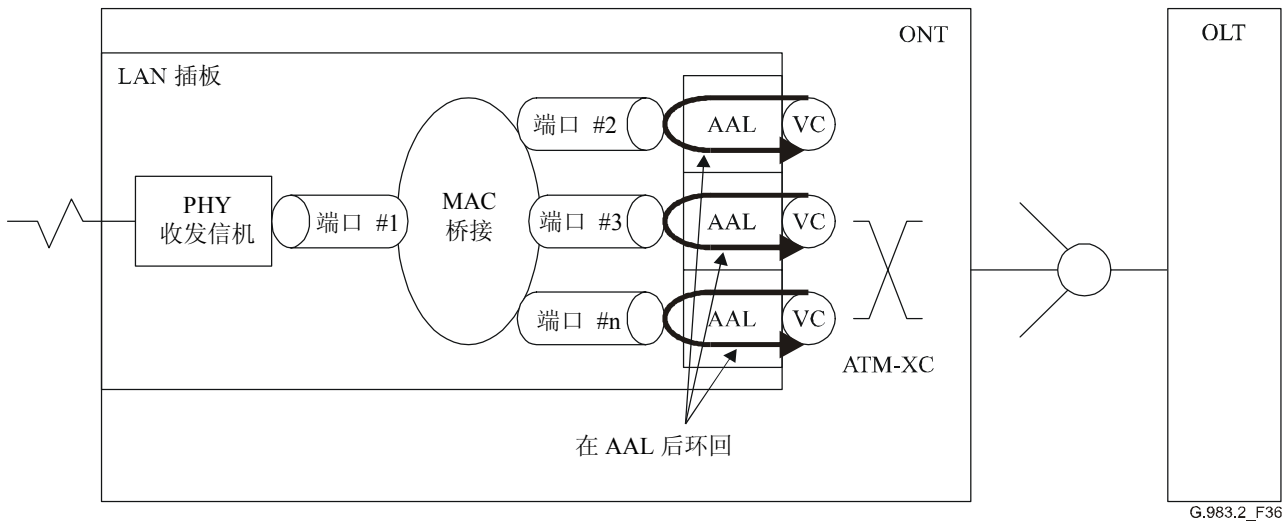 ONT
OLT
LAN 插板
端口 #2
AAL
VC
PHY
收发信机
端口 #1
MAC
桥接
端口 #3
AAL
VC
端口 #n
AAL
VC
ATM-XC
在 AAL 后环回
G.983.2_F36